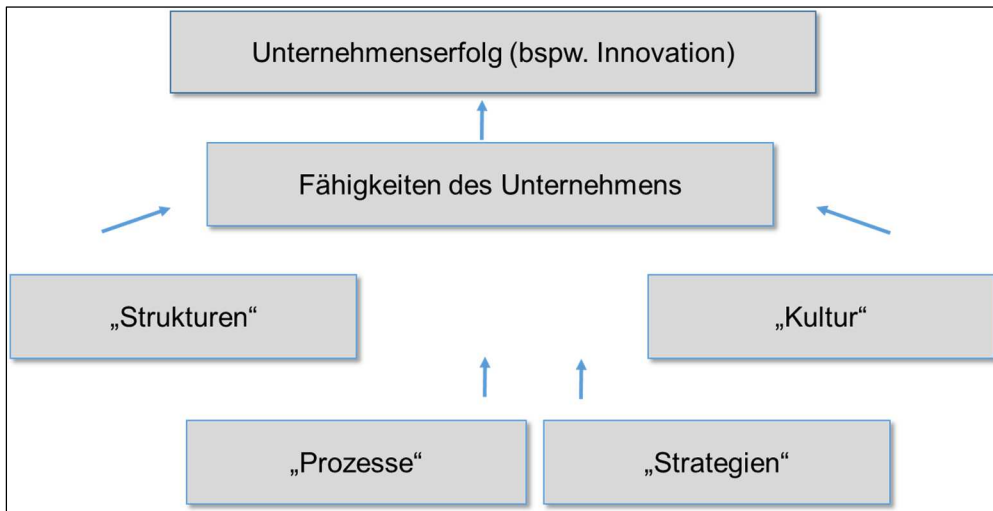 Unternehmenserfolg (bspw. Innovation)
Fähigkeiten des Unternehmens
„Strukturen“
„Kultur“
„Prozesse“
„Strategien“